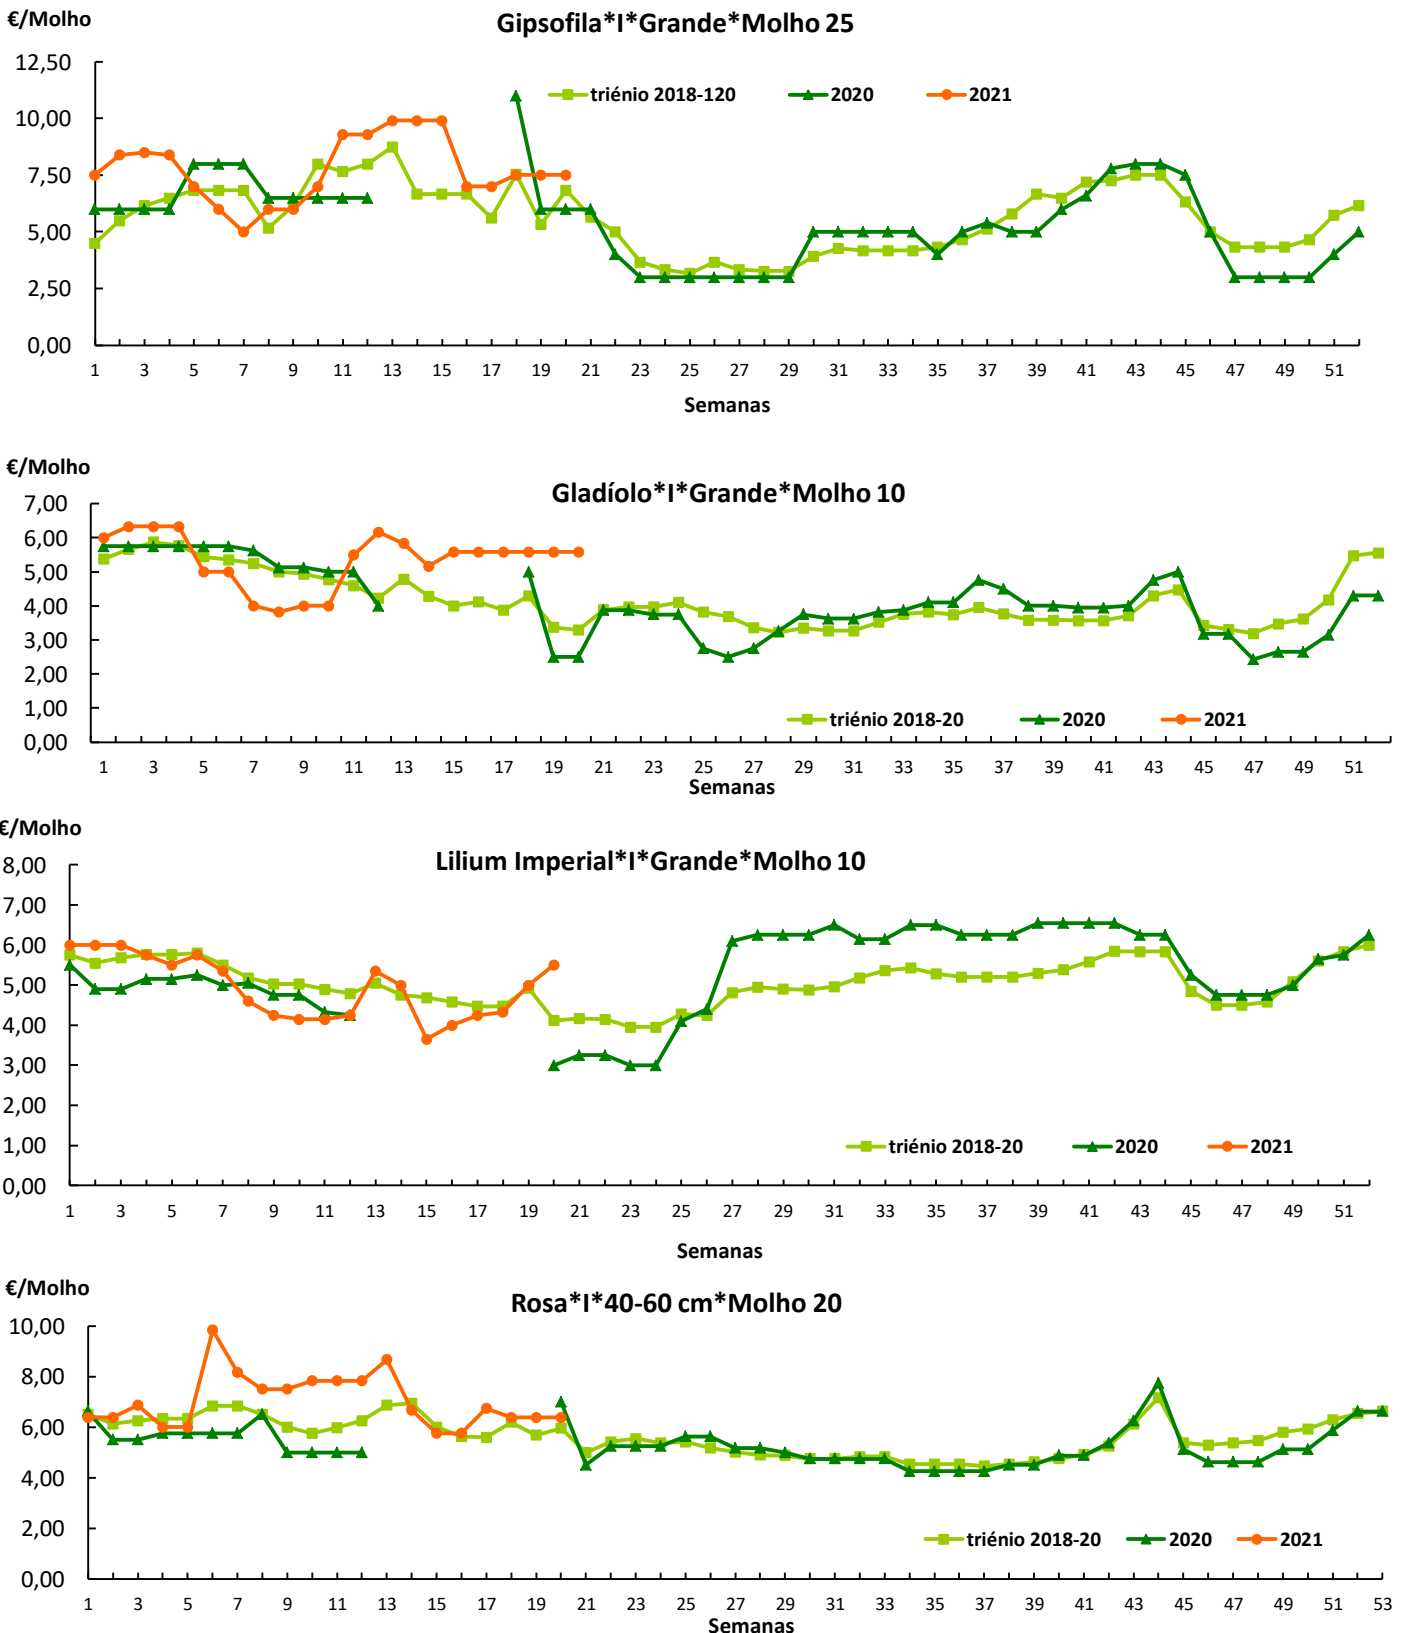 €/Molho
Gipsofila*I*Grande*Molho 25
12,50
10,00
7,50
5,00
2,50
0,00
triénio 2018-120 2020 2021
1 3 5 7 9 11 13 15 17 19 21 23 25 27 29 31 33 35 37 39 41 43 45 47 49 51
Semanas
€/Molho
Gladíolo*I*Grande*Molho 10
7,00
6,00
5,00
4,00
3,00
2,00
1,00
0,00
triénio 2018-20 2020 2021
1 3 5 7 9 11 13 15 17 19 21 23 25 27 29 31 33 35 37 39 41 43 45 47 49 51
Semanas
€/Molho
Lilium Imperial*I*Grande*Molho 10
8,00
7,00
6,00
5,00
4,00
3,00
2,00
1,00
0,00
triénio 2018-20 2020 2021
1 3 5 7 9 11 13 15 17 19 21 23 25 27 29 31 33 35 37 39 41 43 45 47 49 51
Semanas
€/Molho
Rosa*I*40-60 cm*Molho 20
10,00
8,00
6,00
4,00
2,00
0,00
triénio 2018-20 2020 2021
1 3 5 7 9 11 13 15 17 19 21 23 25 27 29 31 33 35 37 39 41 43 45 47 49 51 53
Semanas